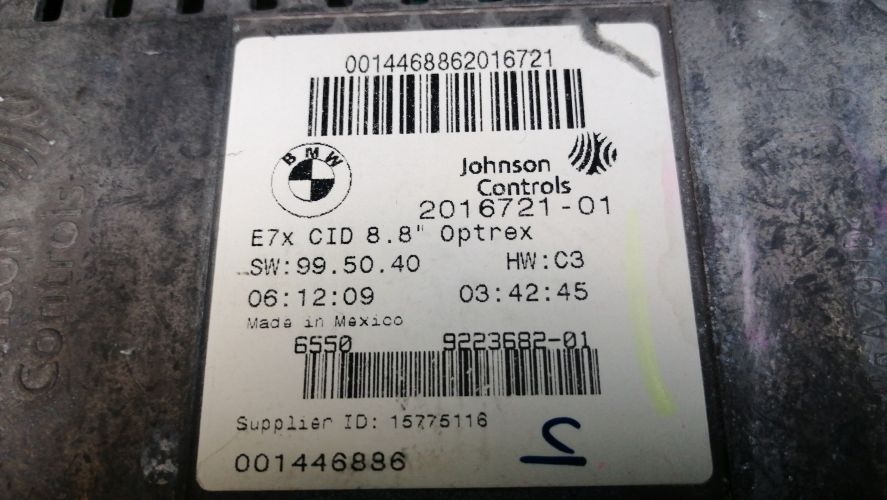 0014468862016721
BMW
Johnson
Controls
2016721-01
E7x CID 8.8" Optrex
SW:99.50.40 HW:C3
06:12:09 03:42:45
Made in Mexico
6550 9223682-01
Supplier ID: 15775116
001446886
Controls